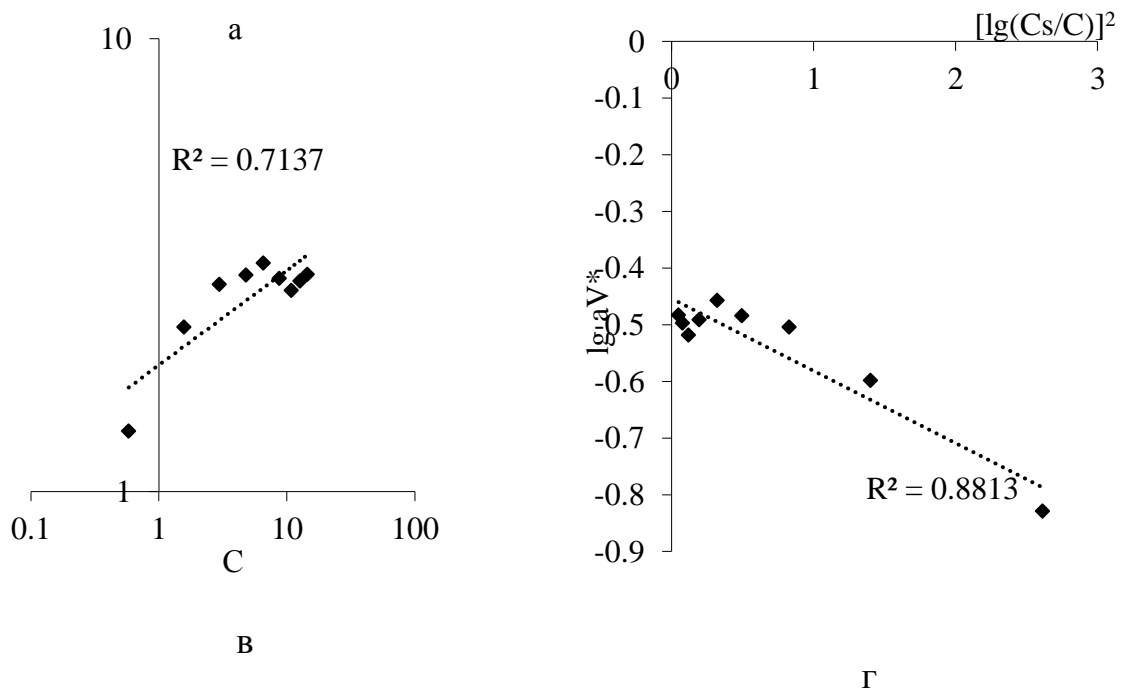 10
а
R² = 0.7137
1
0.1
1
10
100
С
в
[lg(Cs/C)]²
0
0
1
2
3
-0.1
-0.2
-0.3
-0.4
-0.5
-0.6
-0.7
-0.8
-0.9
lg aV*
R² = 0.8813
г